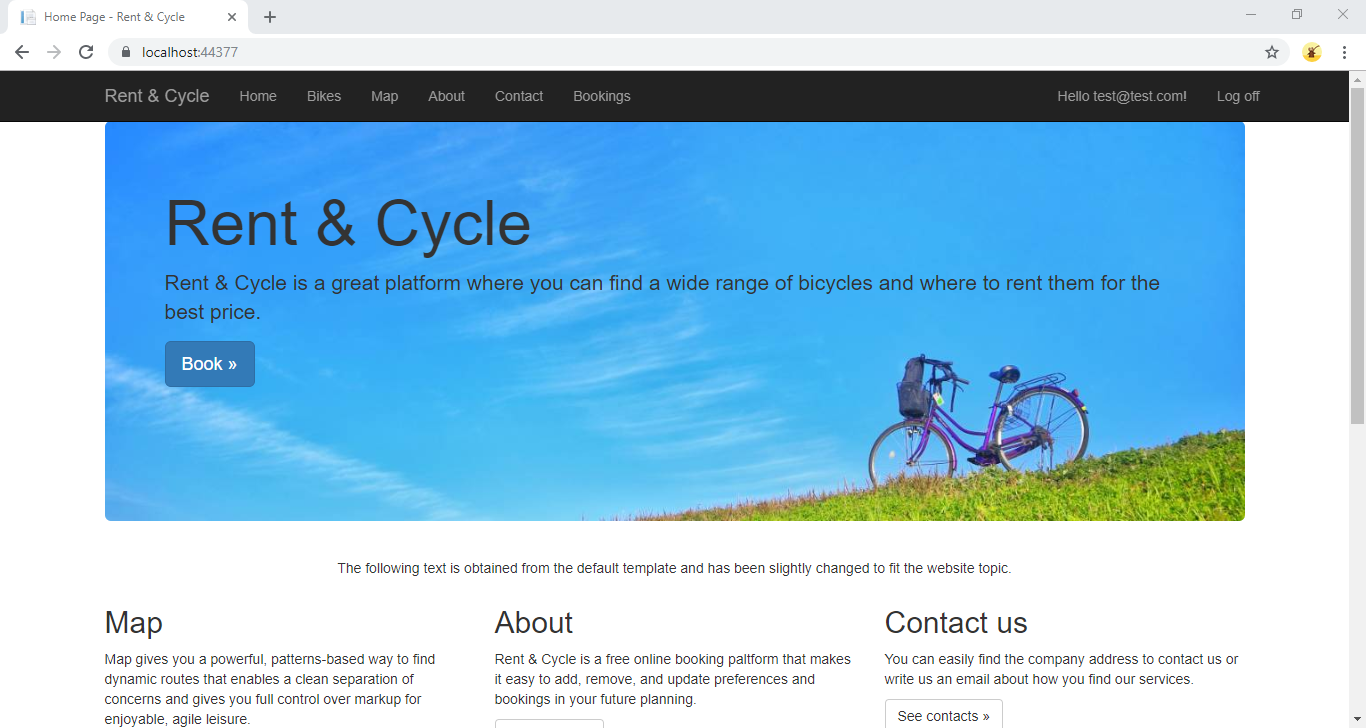 Home Page - Rent & Cycle
localhost:44377
Rent & Cycle Home Bikes Map About Contact Bookings Hello test@test.com! Log off
Rent & Cycle
Rent & Cycle is a great platform where you can find a wide range of bicycles and where to rent them for the
best price.
Book »
The following text is obtained from the default template and has been slightly changed to fit the website topic.
Map
Map gives you a powerful, patterns-based way to find
dynamic routes that enables a clean separation of
concerns and gives you full control over markup for
enjoyable, agile leisure.
About
Rent & Cycle is a free online booking paltform that makes
it easy to add, remove, and update preferences and
bookings in your future planning.
Contact us
You can easily find the company address to contact us or
write us an email about how you find our services.
See contacts »